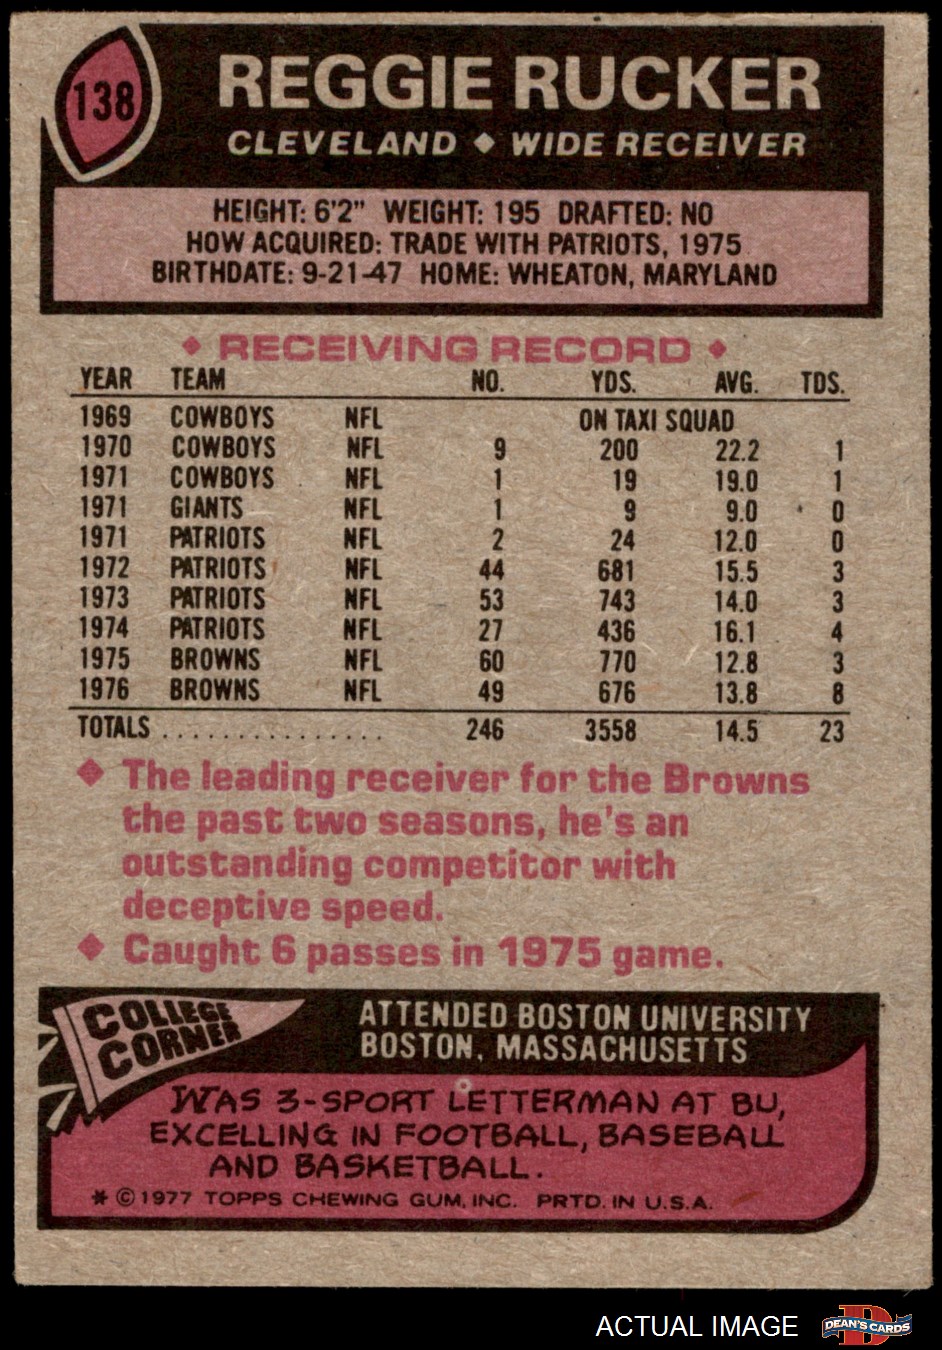 138
REGGIE RUCKER
CLEVELAND ◆ WIDE RECEIVER
HEIGHT: 6'2" WEIGHT: 195 DRAFTED: NO
HOW ACQUIRED: TRADE WITH PATRIOTS, 1975
BIRTHDATE: 9-21-47 HOME: WHEATON, MARYLAND
◆ RECEIVING RECORD ◆
YEAR TEAM NO. YDS. AVG. TDS.
1969 COWBOYS NFL ON TAXI SQUAD
1970 COWBOYS NFL 9 200 22.2 1
1971 COWBOYS NFL 1 19 19.0 1
1971 GIANTS NFL 1 9 9.0 0
1971 PATRIOTS NFL 2 24 12.0 0
1972 PATRIOTS NFL 44 681 15.5 3
1973 PATRIOTS NFL 53 743 14.0 3
1974 PATRIOTS NFL 27 436 16.1 4
1975 BROWNS NFL 60 770 12.8 3
1976 BROWNS NFL 49 676 13.8 8
TOTALS ............... 246 3558 14.5 23
◆ The leading receiver for the Browns
the past two seasons, he's an
outstanding competitor with
deceptive speed.
◆ Caught 6 passes in 1975 game.
COLLEGE
CORNER
ATTENDED BOSTON UNIVERSITY
BOSTON, MASSACHUSETTS
WAS 3-SPORT LETTERMAN AT BU,
EXCELLING IN FOOTBALL, BASEBALL
AND BASKETBALL.
* © 1977 TOPPS CHEWING GUM, INC. PRTD. IN U.S.A.
ACTUAL IMAGE
D
DEAN'S CARDS